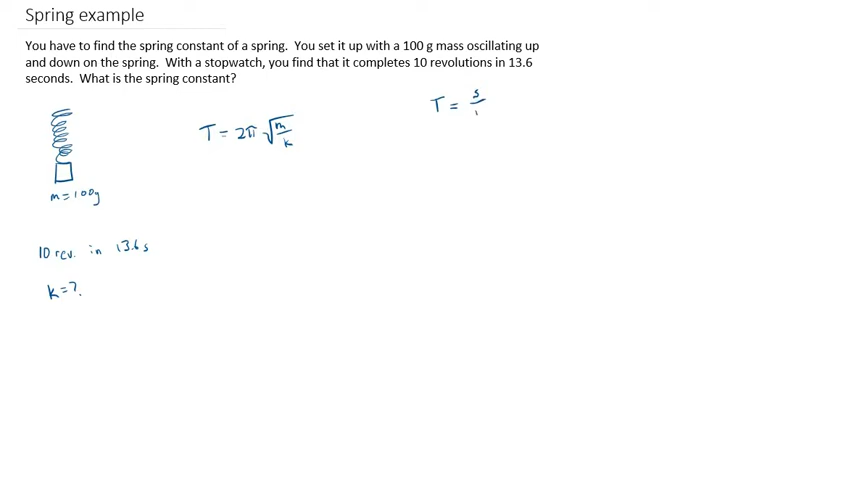 Spring example
You have to find the spring constant of a spring. You set it up with a 100 g mass oscillating up
and down on the spring. With a stopwatch, you find that it completes 10 revolutions in 13.6
seconds. What is the spring constant?
T = s/
T = 2π √(m/k)
m = 100g
10 rev. in 13.6 s
k = ?